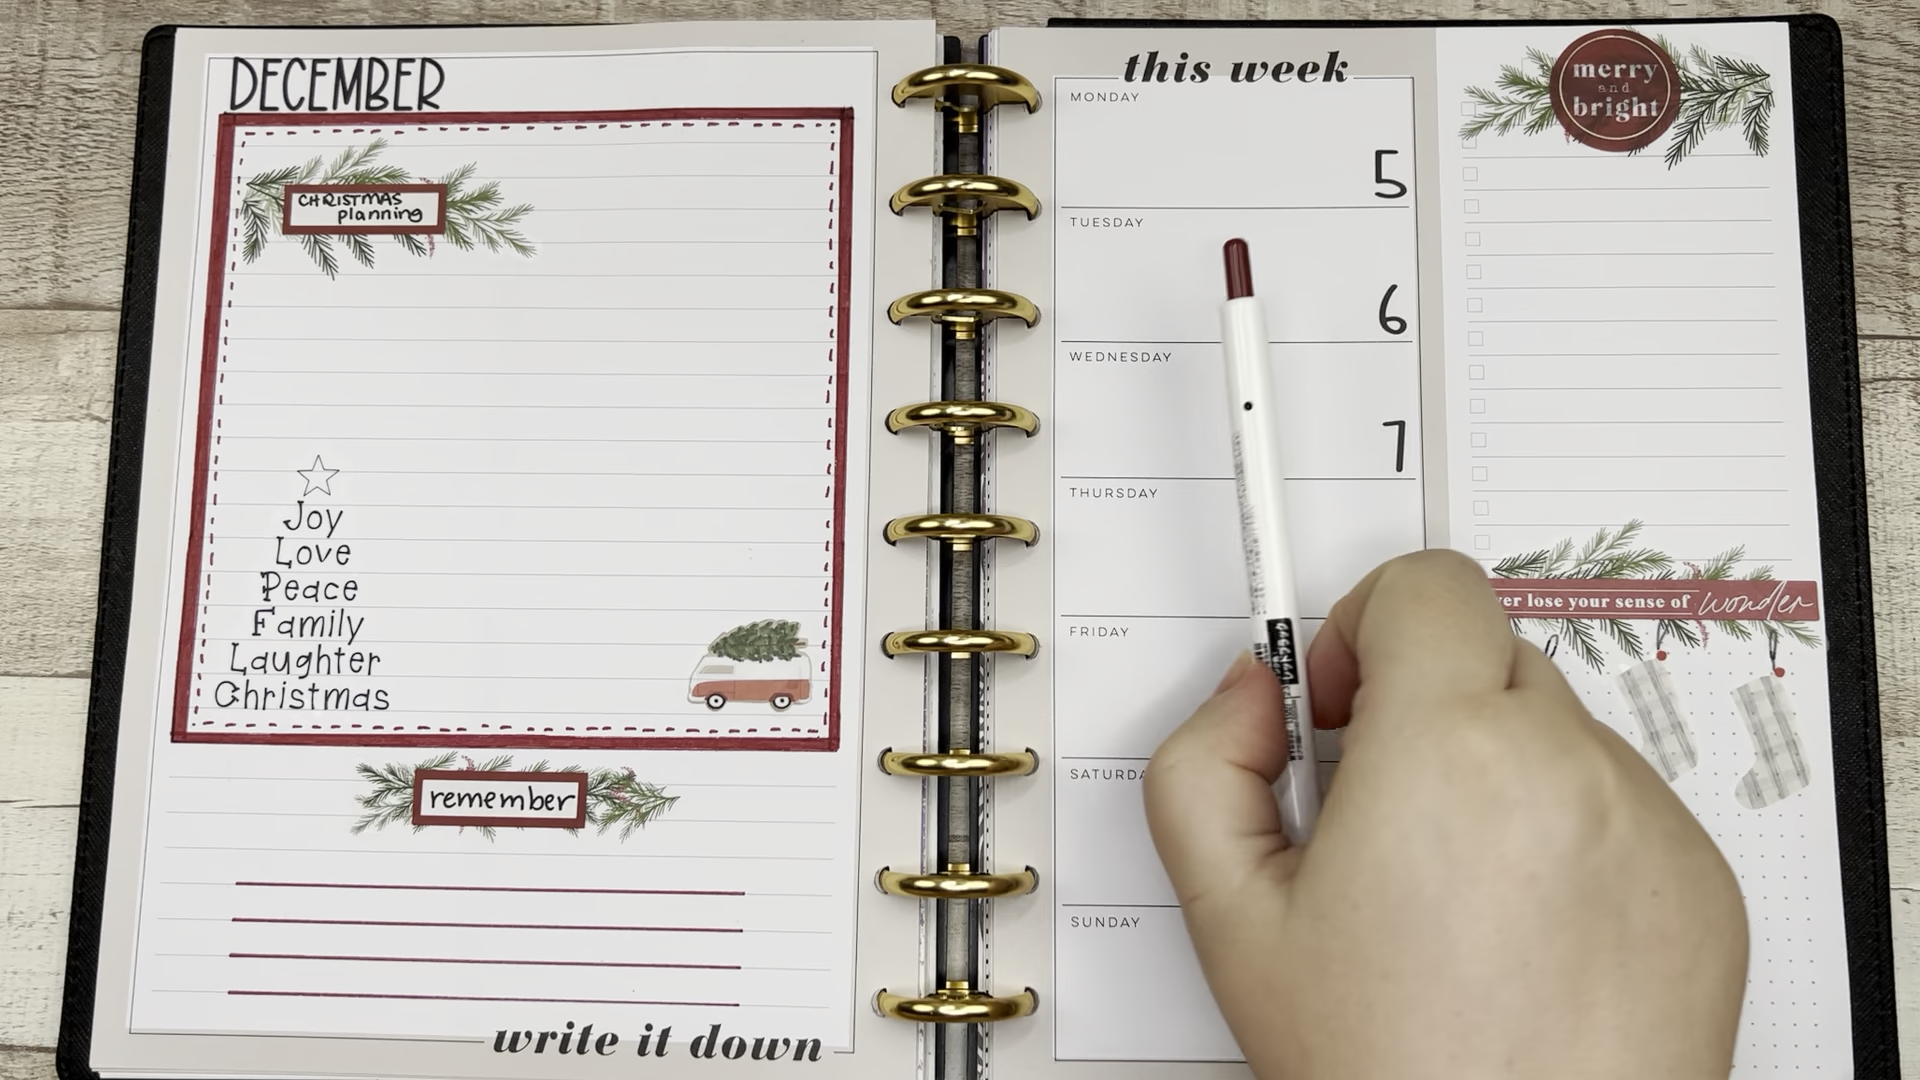 DECEMBER
CHRISTMAS
planning
Joy
Love
Peace
Family
Laughter
Christmas
remember
write it down
this week
MONDAY
5
TUESDAY
6
WEDNESDAY
7
THURSDAY
FRIDAY
SATURDA
SUNDAY
merry
and
bright
lose your sense of wonder